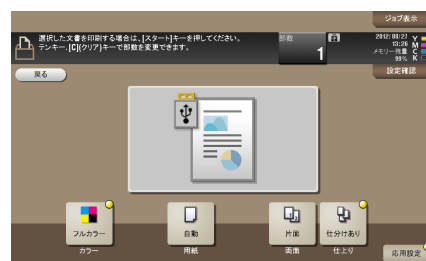 ジョブ表示
選択した文書を印刷する場合は、[スタート]キーを押してください。
テンキー、[C](クリア)キーで部数を変更できます。
部数
1
2012/08/27
13:26
メモリー残量
99%
Y
M
C
K
戻る
設定確認
フルカラー
自動
片面
仕分けあり
カラー
用紙
両面
仕上り
応用設定